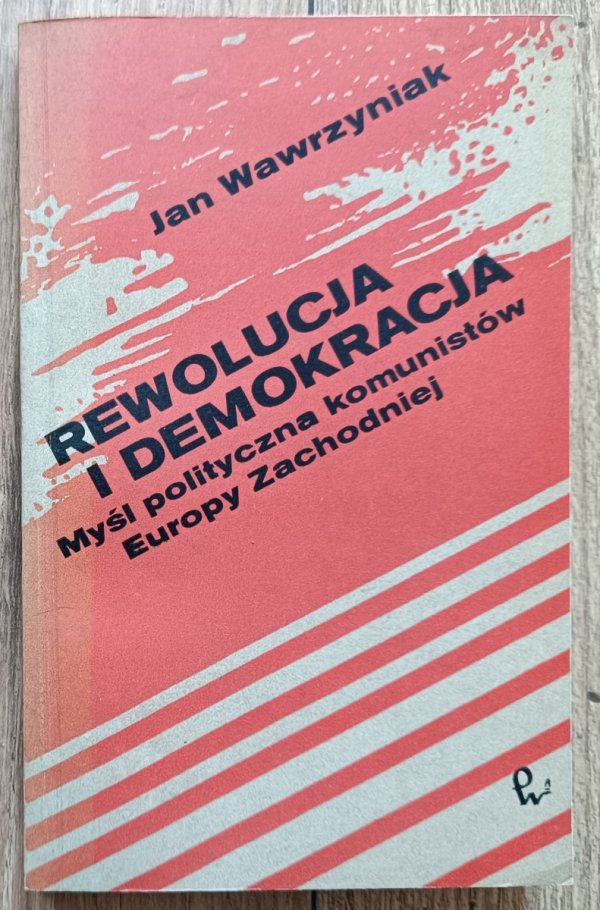 Jan Wawrzyniak
REWOLUCJA
I DEMOKRACJA
Myśl polityczna komunistów
Europy Zachodniej